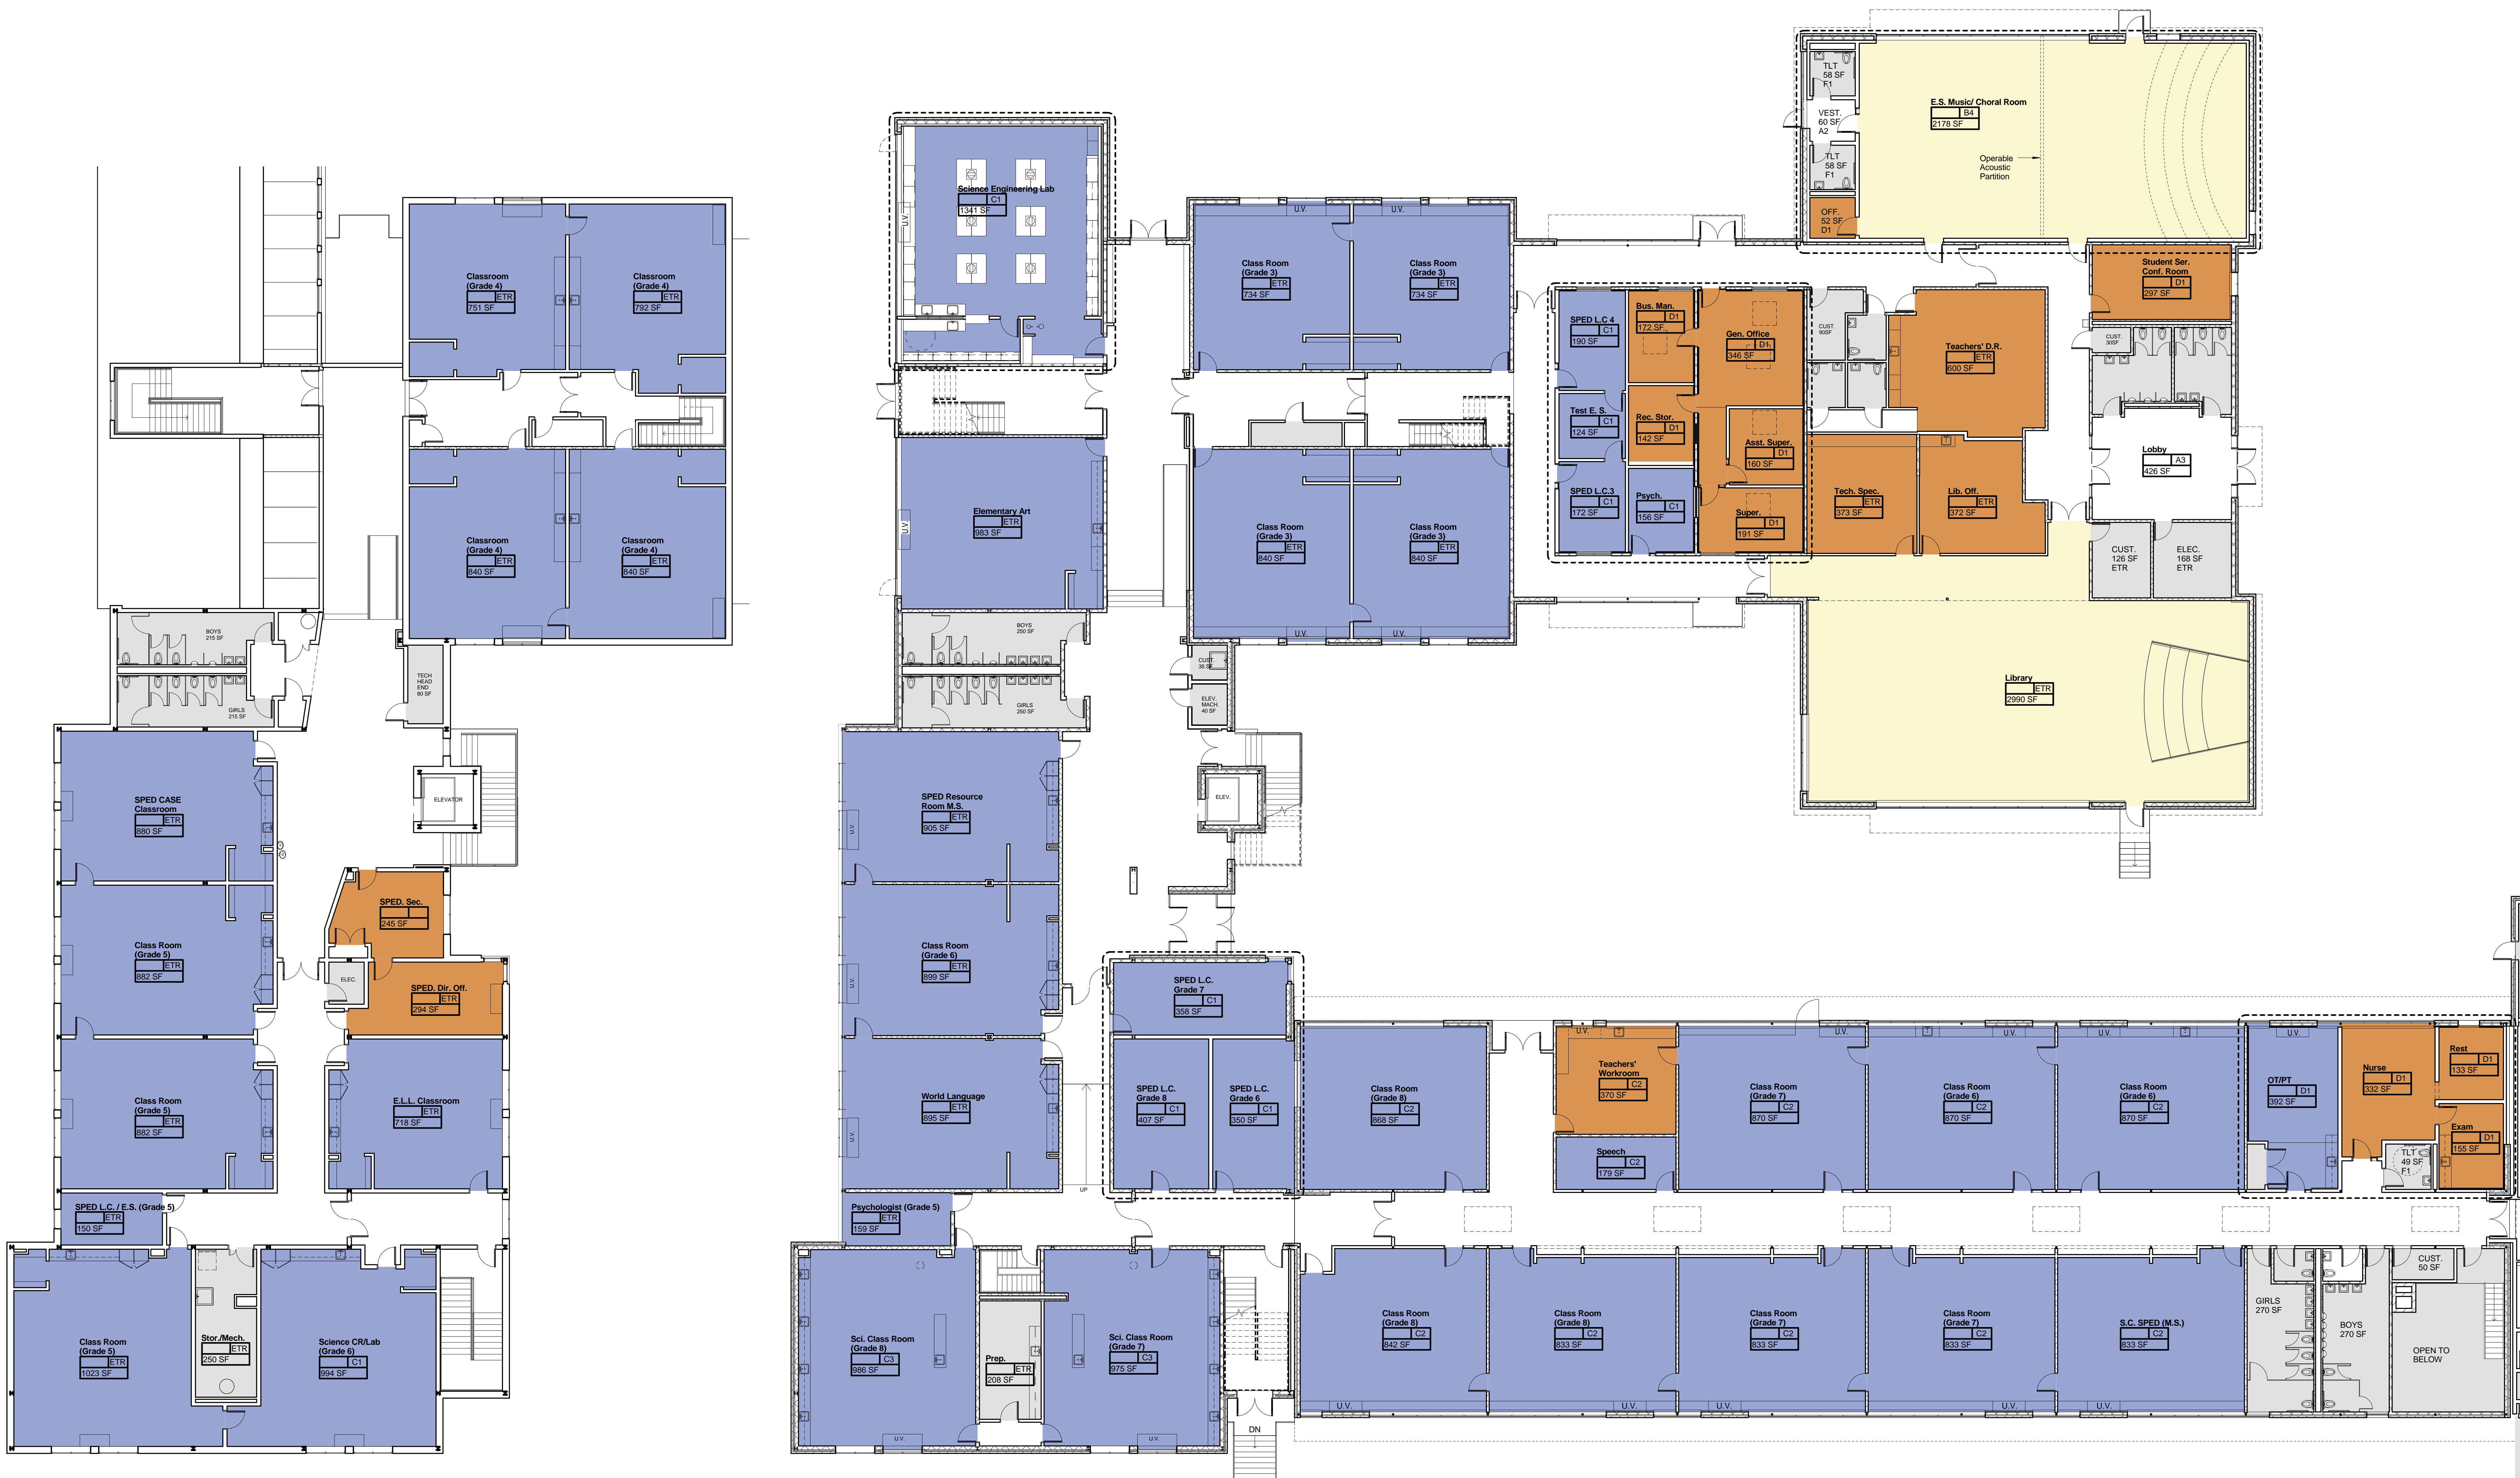 Classroom
(Grade 4)
ETR
751 SF
Classroom
(Grade 4)
ETR
792 SF
Classroom
(Grade 4)
ETR
840 SF
Classroom
(Grade 4)
ETR
840 SF
BOYS
215 SF
GIRLS
215 SF
TECH
HEAD
END
80 SF
ELEVATOR
SPED CASE
Classroom
ETR
880 SF
SPED. Sec.
245 SF
Class Room
(Grade 5)
ETR
882 SF
ELEC.
SPED. Dir. Off.
ETR
294 SF
Class Room
(Grade 5)
ETR
882 SF
E.L.L. Classroom
ETR
718 SF
SPED L.C. / E.S. (Grade 5)
ETR
150 SF
Class Room
(Grade 5)
ETR
1023 SF
Stor./Mech.
ETR
250 SF
Science CR/Lab
(Grade 6)
C1
994 SF
Science Engineering Lab
C1
1341 SF
U.V.
Elementary Art
ETR
983 SF
U.V
BOYS
250 SF
GIRLS
250 SF
CUST.
35 SF
ELEV.
MACH.
40 SF
ELEV.
U.V.
Class Room
(Grade 3)
ETR
734 SF
U.V.
Class Room
(Grade 3)
ETR
734 SF
Class Room
(Grade 3)
ETR
840 SF
U.V.
Class Room
(Grade 3)
ETR
840 SF
U.V.
SPED L.C 4
C1
190 SF
Bus. Man.
D1
172 SF
Gen. Office
D1
346 SF
Test E. S.
C1
124 SF
Rec. Stor.
D1
142 SF
Asst. Super.
D1
160 SF
SPED L.C.3
C1
172 SF
Psych.
C1
156 SF
Super.
D1
191 SF
CUST.
90SF
Teachers' D.R.
ETR
600 SF
Tech. Spec.
ETR
373 SF
Lib. Off.
ETR
372 SF
TLT
58 SF
F1
VEST.
60 SF
A2
TLT
58 SF
F1
OFF.
52 SF
D1
E.S. Music/ Choral Room
B4
2178 SF
Operable
Acoustic
Partition
Student Ser.
Conf. Room
D1
297 SF
CUST.
30SF
Lobby
A3
426 SF
CUST.
126 SF
ETR
ELEC.
168 SF
ETR
Library
ETR
2990 SF
SPED Resource
Room M.S.
ETR
905 SF
U.V.
Class Room
(Grade 6)
ETR
899 SF
U.V.
World Language
ETR
895 SF
U.V.
UP
SPED L.C.
Grade 7
C1
358 SF
SPED L.C.
Grade 8
C1
407 SF
SPED L.C.
Grade 6
C1
350 SF
Class Room
(Grade 8)
C2
868 SF
U.V.
Teachers'
Workroom
C2
370 SF
Speech
C2
179 SF
U.V.
Class Room
(Grade 7)
C2
870 SF
U.V.
Class Room
(Grade 6)
C2
870 SF
U.V.
Class Room
(Grade 6)
C2
870 SF
U.V.
OT/PT
D1
392 SF
Nurse
D1
332 SF
Rest
D1
133 SF
Exam
D1
155 SF
TLT
49 SF
F1
Psychologist (Grade 5)
ETR
159 SF
Sci. Class Room
(Grade 8)
C3
986 SF
U.V.
Prep.
ETR
208 SF
Sci. Class Room
(Grade 7)
C3
975 SF
U.V.
DN
Class Room
(Grade 8)
C2
842 SF
U.V.
Class Room
(Grade 8)
C2
833 SF
U.V.
Class Room
(Grade 7)
C2
833 SF
U.V.
Class Room
(Grade 7)
C2
833 SF
U.V.
S.C. SPED (M.S.)
C2
833 SF
U.V.
GIRLS
270 SF
BOYS
270 SF
CUST.
50 SF
OPEN TO
BELOW